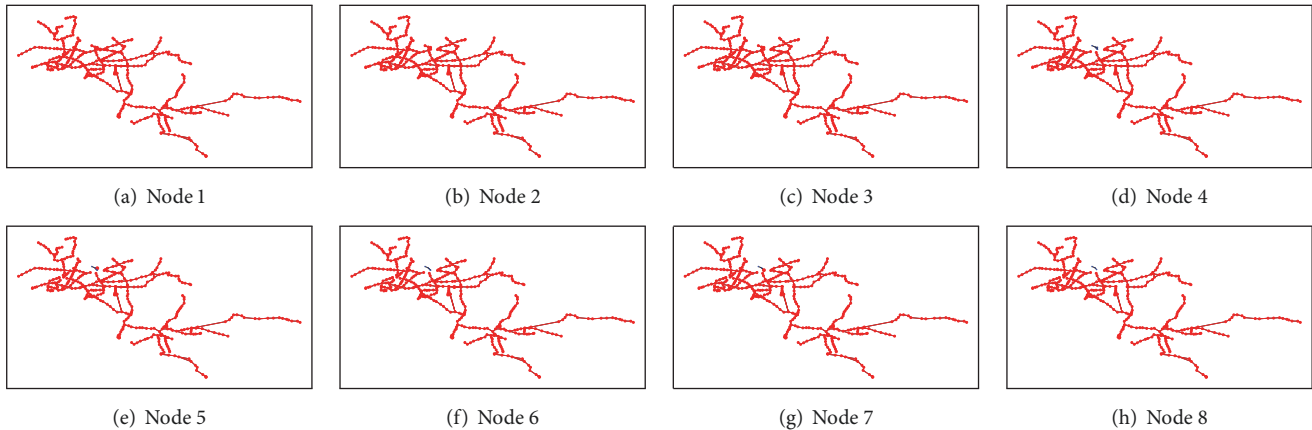 (a) Node 1
(b) Node 2
(c) Node 3
(d) Node 4
(e) Node 5
(f) Node 6
(g) Node 7
(h) Node 8